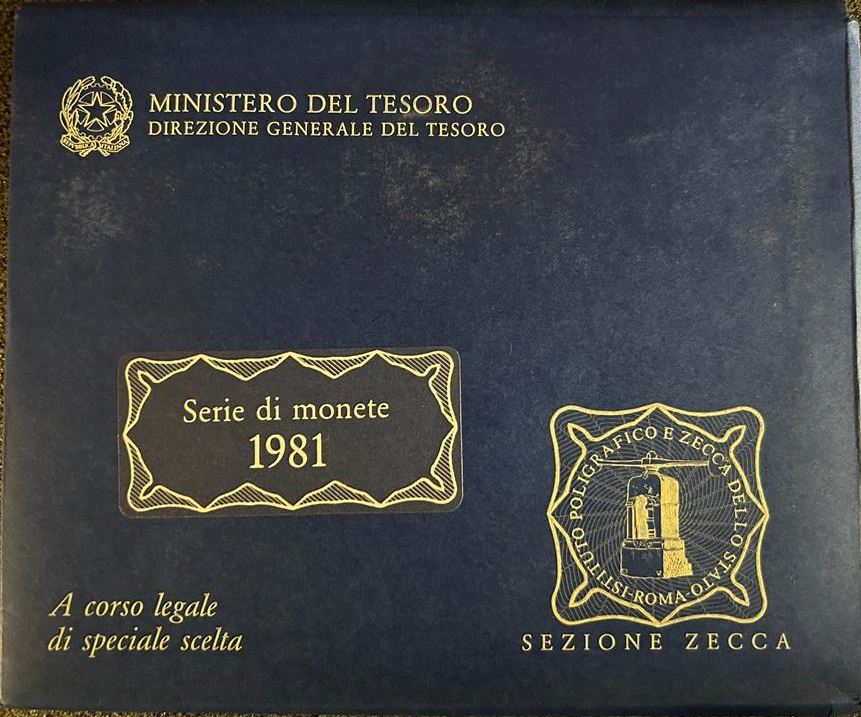 MINISTERO DEL TESORO
DIREZIONE GENERALE DEL TESORO
REPVBBLICA ITALIANA
Serie di monete
1981
ISTITUTO POLIGRAFICO E ZECCA DELLO STATO-ROMA-
A corso legale
di speciale scelta
SEZIONE ZECCA